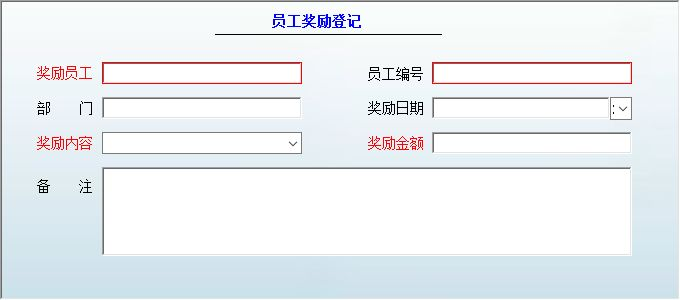 员工奖励登记
奖励员工 员工编号
部 门 奖励日期
奖励内容 奖励金额
备 注